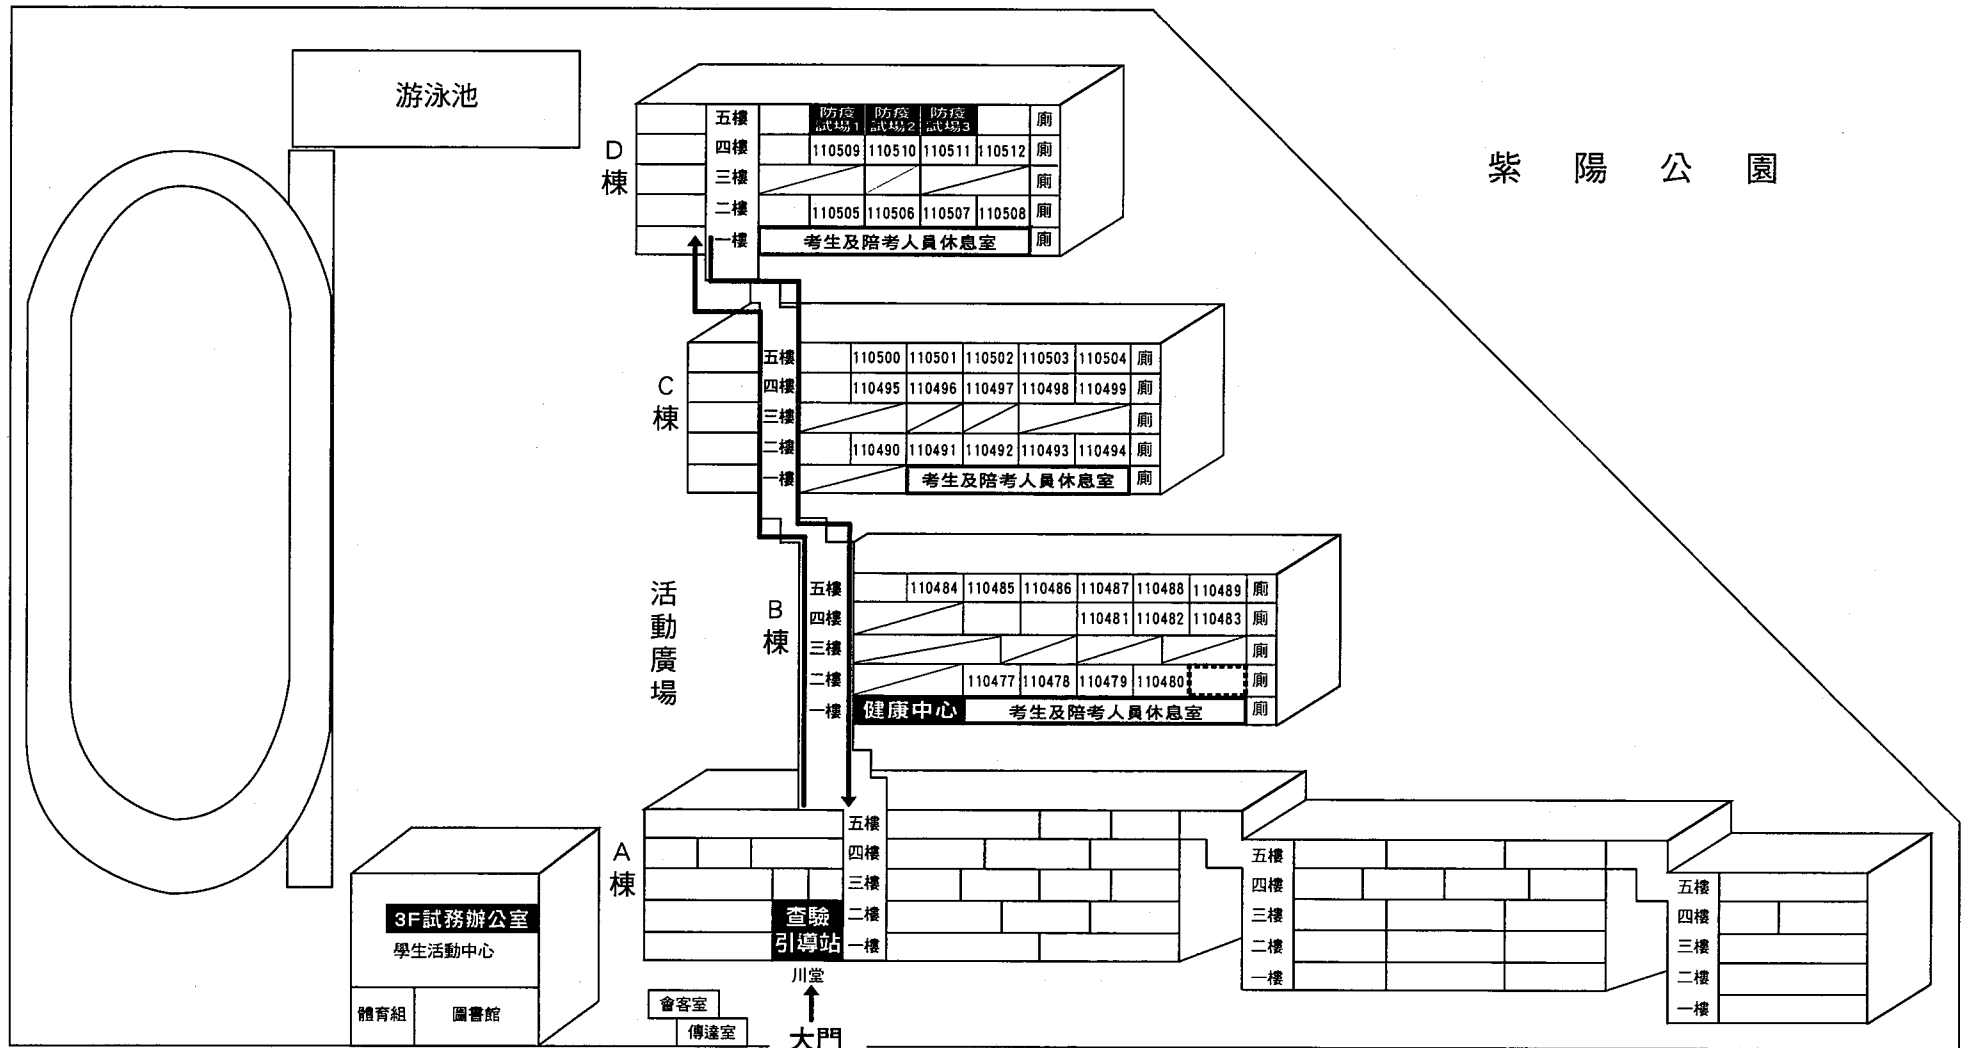 游泳池
紫陽公園
D棟
五樓 防疫試場1 防疫試場2 防疫試場3 廁
四樓 110509 110510 110511 110512 廁
三樓 廁
二樓 110505 110506 110507 110508 廁
一樓 考生及陪考人員休息室 廁
C棟
五樓 110500 110501 110502 110503 110504 廁
四樓 110495 110496 110497 110498 110499 廁
三樓 廁
二樓 110490 110491 110492 110493 110494 廁
一樓 考生及陪考人員休息室 廁
活動廣場
B棟
五樓 110484 110485 110486 110487 110488 110489 廁
四樓 110481 110482 110483 廁
三樓 廁
二樓 110477 110478 110479 110480 廁
一樓 健康中心 考生及陪考人員休息室 廁
A棟
五樓
四樓
三樓
二樓
一樓
查驗
引導站
川堂
五樓
四樓
三樓
二樓
一樓
五樓
四樓
三樓
二樓
一樓
3F試務辦公室
學生活動中心
體育組 圖書館
會客室
傳達室
大門